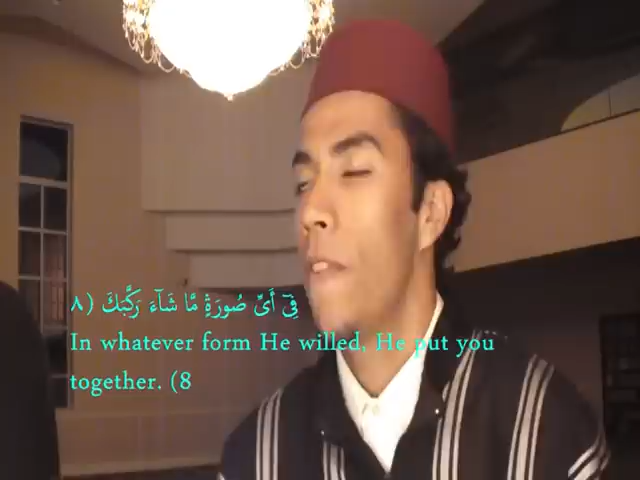 فِىٓ أَىِّ صُورَةٍۢ مَّا شَآءَ رَكَّبَكَ (٨
In whatever form He willed, He put you
together. (8